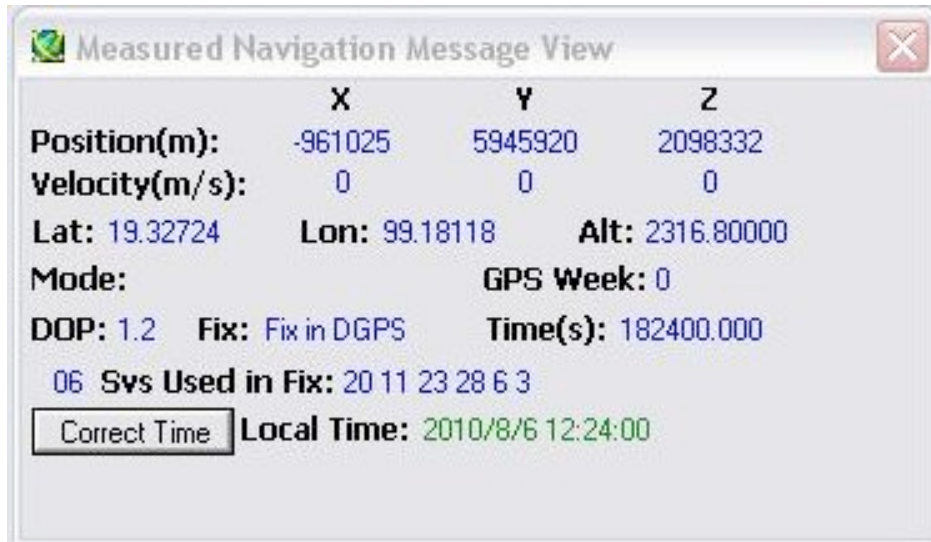 Measured Navigation Message View
X Y Z
Position(m): -961025 5945920 2098332
Velocity(m/s): 0 0 0
Lat: 19.32724 Lon: 99.18118 Alt: 2316.80000
Mode: GPS Week: 0
DOP: 1.2 Fix: Fix in DGPS Time(s): 182400.000
06 Svs Used in Fix: 20 11 23 28 6 3
Correct Time Local Time: 2010/8/6 12:24:00